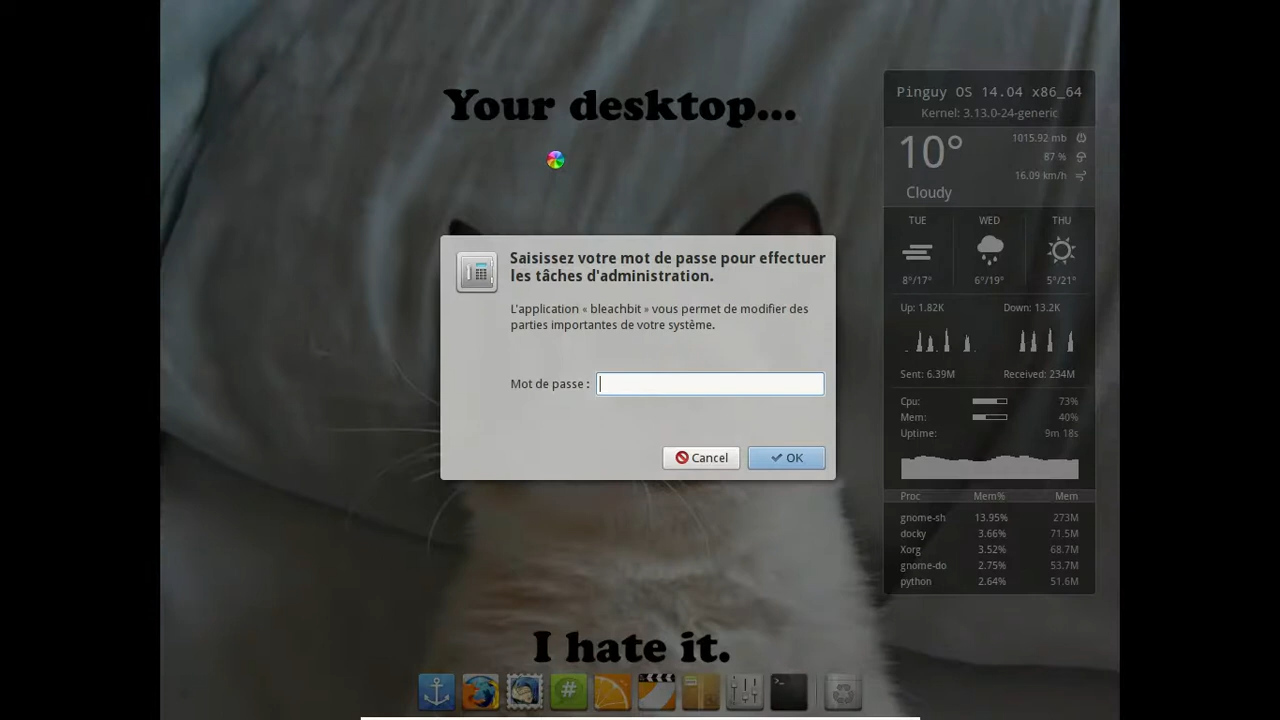 Your desktop...
Pinguy OS 14.04 x86_64
Kernel: 3.13.0-24-generic
10°
1015.92 mb
87 %
16.09 km/h
Cloudy
TUE WED THU
8°/17° 6°/19° 5°/21°
Up: 1.82K Down: 13.2K
Sent: 6.39M Received: 234M
Cpu: 73%
Mem: 40%
Uptime: 9m 18s
Proc Mem% Mem
gnome-sh 13.95% 273M
docky 3.66% 71.5M
Xorg 3.52% 68.7M
gnome-do 2.75% 53.7M
python 2.64% 51.6M
Saisissez votre mot de passe pour effectuer
les tâches d'administration.
L'application « bleachbit » vous permet de modifier des
parties importantes de votre système.
Mot de passe :
Cancel OK
I hate it.
#
>_